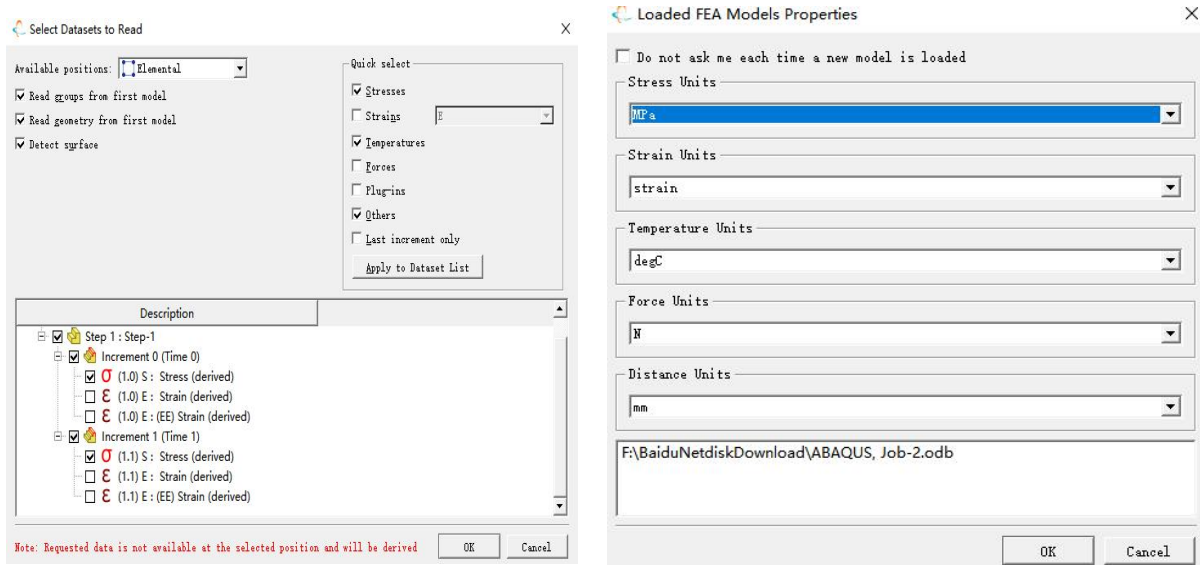 Select Datasets to Read
Available positions: Elemental
Read groups from first model
Read geometry from first model
Detect surface
Quick select
Stresses
Strains E
Temperatures
Forces
Plug-ins
Others
Last increment only
Apply to Dataset List
Description
Step 1 : Step-1
Increment 0 (Time 0)
σ (1.0) S : Stress (derived)
ε (1.0) E : Strain (derived)
ε (1.0) E : (EE) Strain (derived)
Increment 1 (Time 1)
σ (1.1) S : Stress (derived)
ε (1.1) E : Strain (derived)
ε (1.1) E : (EE) Strain (derived)
Note: Requested data is not available at the selected position and will be derived
OK
Cancel
Loaded FEA Models Properties
Do not ask me each time a new model is loaded
Stress Units
MPa
Strain Units
strain
Temperature Units
degC
Force Units
N
Distance Units
mm
F:\BaiduNetdiskDownload\ABAQUS, Job-2.odb
OK
Cancel